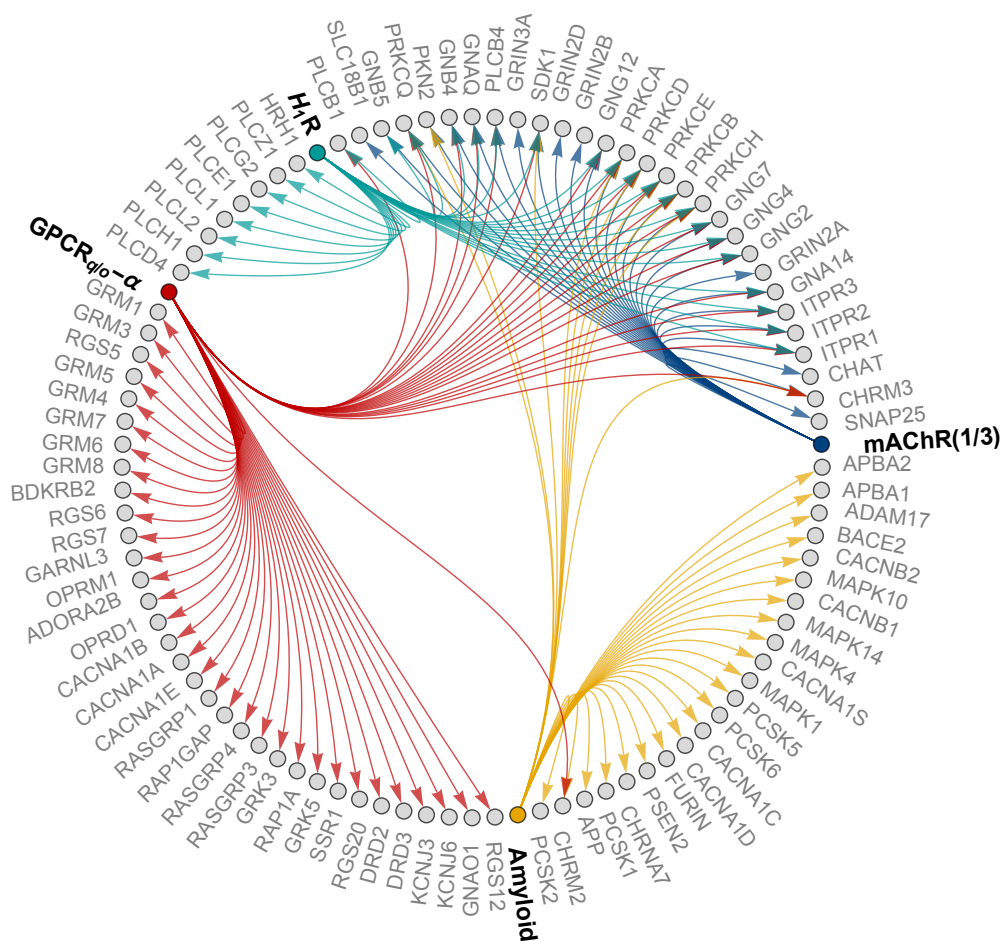 H₁R
PLCB1
SLC18B1
GNB5
PRKCQ
PKN2
GNB4
GNAQ
PLCB4
GRIN3A
SDK1
GRIN2D
GRIN2B
GNG12
PRKCA
PRKCD
PRKCE
PRKCB
PRKCH
GNG7
GNG4
GNG2
GRIN2A
GNA14
ITPR3
ITPR2
ITPR1
CHAT
CHRM3
SNAP25
mAChR(1/3)
APBA2
APBA1
ADAM17
BACE2
CACNB2
MAPK10
CACNB1
MAPK14
MAPK4
CACNA1S
MAPK1
PCSK5
PCSK6
CACNA1C
CACNA1D
FURIN
PSEN2
CHRNA7
PCSK1
APP
CHRM2
PCSK2
Amyloid
RGS12
GNAO1
KCNJ6
KCNJ3
DRD3
DRD2
RGS20
SSR1
GRK5
RAP1A
GRK3
RASGRP3
RASGRP4
RAP1GAP
RASGRP1
CACNA1E
CACNA1A
CACNA1B
OPRD1
ADORA2B
OPRM1
GARNL3
RGS7
RGS6
BDKRB2
GRM8
GRM6
GRM7
GRM4
GRM5
RGS5
GRM3
GRM1
GPCRq/o−α
PLCD4
PLCH1
PLCL2
PLCL1
PLCE1
PLCG2
PLCZ1
HRH1